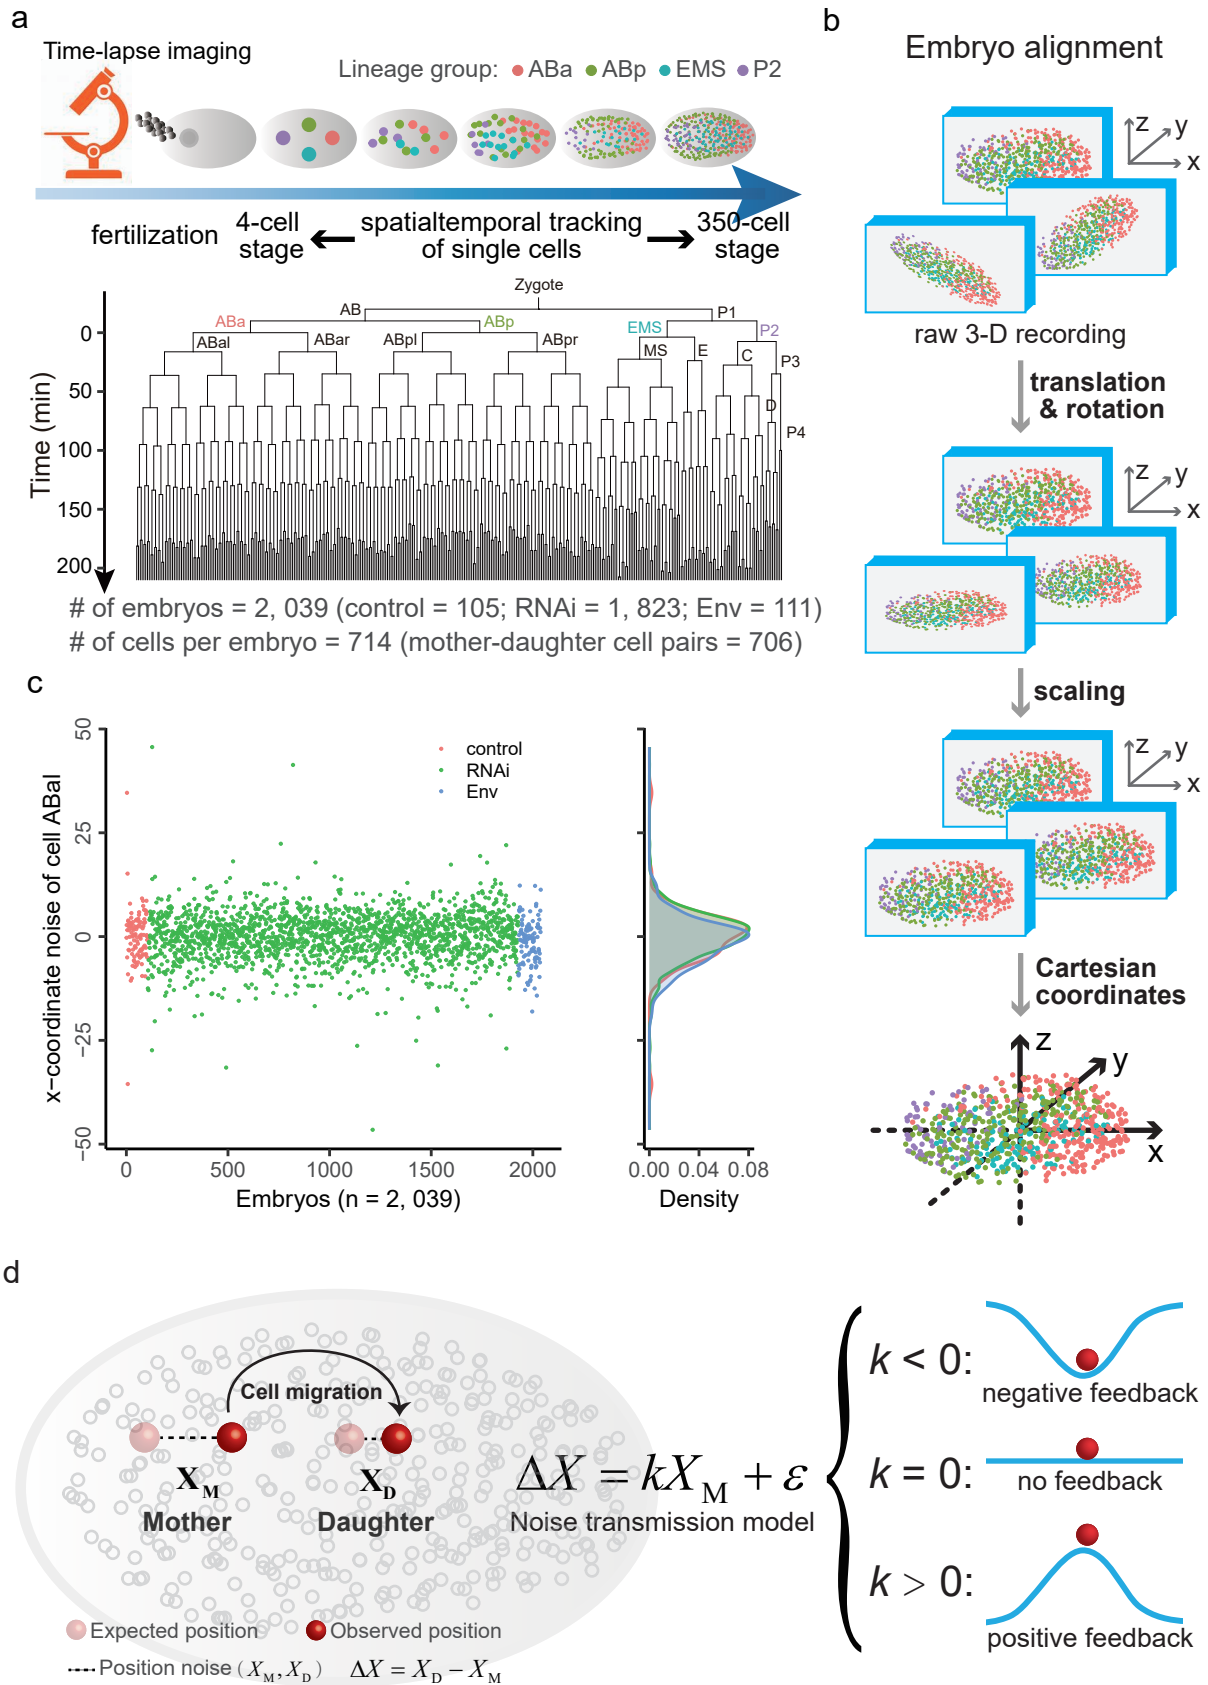 a
Time-lapse imaging
Lineage group: ABa ABp EMS P2
fertilization
4-cell
stage
spatialtemporal tracking
of single cells
350-cell
stage
Zygote
AB
P1
ABa
ABp
EMS
P2
ABal
ABar
ABpl
ABpr
MS
E
C
P3
D
P4
Time (min)
0
50
100
150
200
# of embryos = 2, 039 (control = 105; RNAi = 1, 823; Env = 111)
# of cells per embryo = 714 (mother-daughter cell pairs = 706)
b
Embryo alignment
z
y
x
raw 3-D recording
translation
& rotation
z
y
x
scaling
z
y
x
Cartesian
coordinates
z
y
x
c
x−coordinate noise of cell ABal
50
25
0
−25
−50
control
RNAi
Env
0 500 1000 1500 2000
Embryos (n = 2, 039)
0.00 0.04 0.08
Density
d
Cell migration
X_M
Mother
X_D
Daughter
ΔX = kX_M + ε
Noise transmission model
k < 0:
negative feedback
k = 0:
no feedback
k > 0:
positive feedback
Expected position
Observed position
Position noise (X_M, X_D) ΔX = X_D − X_M